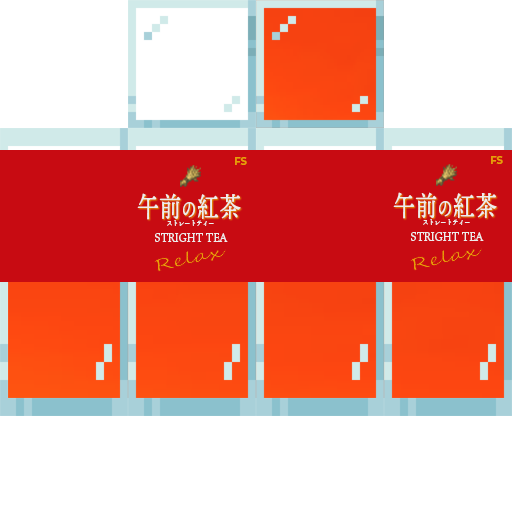 FS
午前の紅茶
ストレートティー
STRIGHT TEA
Relax
FS
午前の紅茶
ストレートティー
STRIGHT TEA
Relax